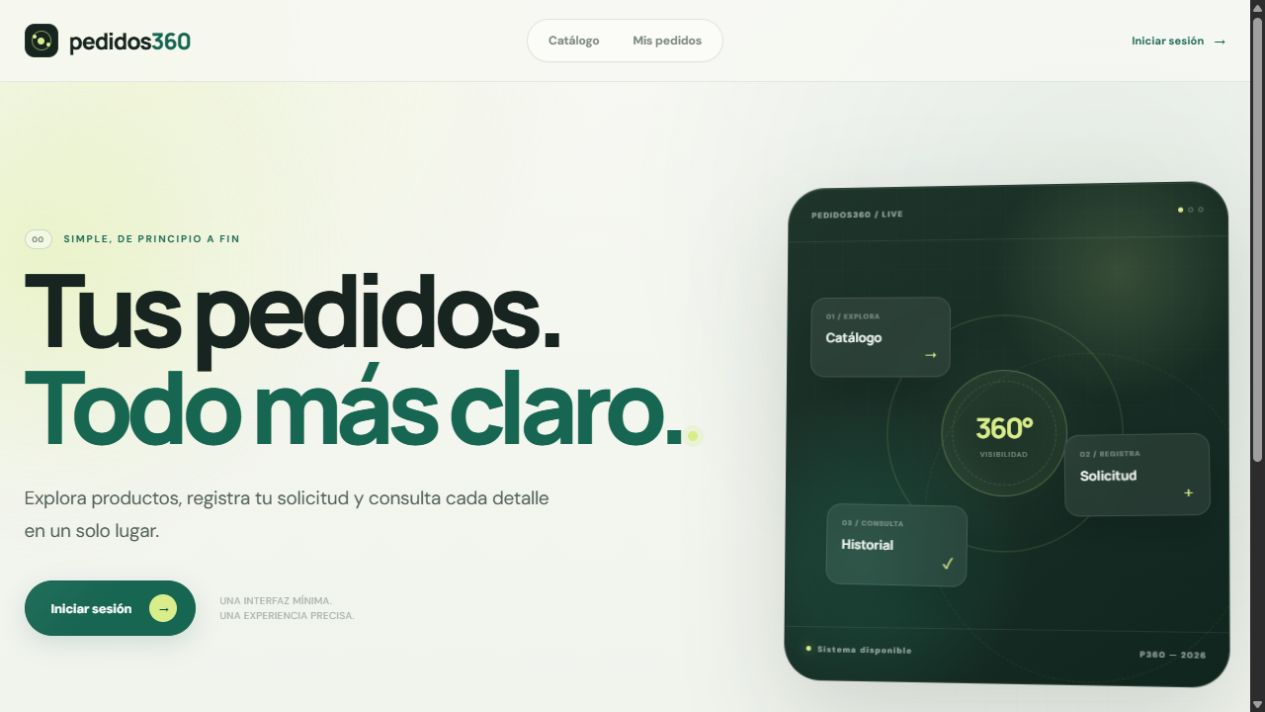 pedidos360
Catálogo
Mis pedidos
Iniciar sesión →
00
SIMPLE, DE PRINCIPIO A FIN
Tus pedidos.
Todo más claro.
Explora productos, registra tu solicitud y consulta cada detalle
en un solo lugar.
Iniciar sesión →
UNA INTERFAZ MÍNIMA.
UNA EXPERIENCIA PRECISA.
PEDIDOS360 / LIVE
01 / EXPLORA
Catálogo
→
360°
VISIBILIDAD
02 / REGISTRA
Solicitud
+
03 / CONSULTA
Historial
✓
Sistema disponible
P360 — 2026